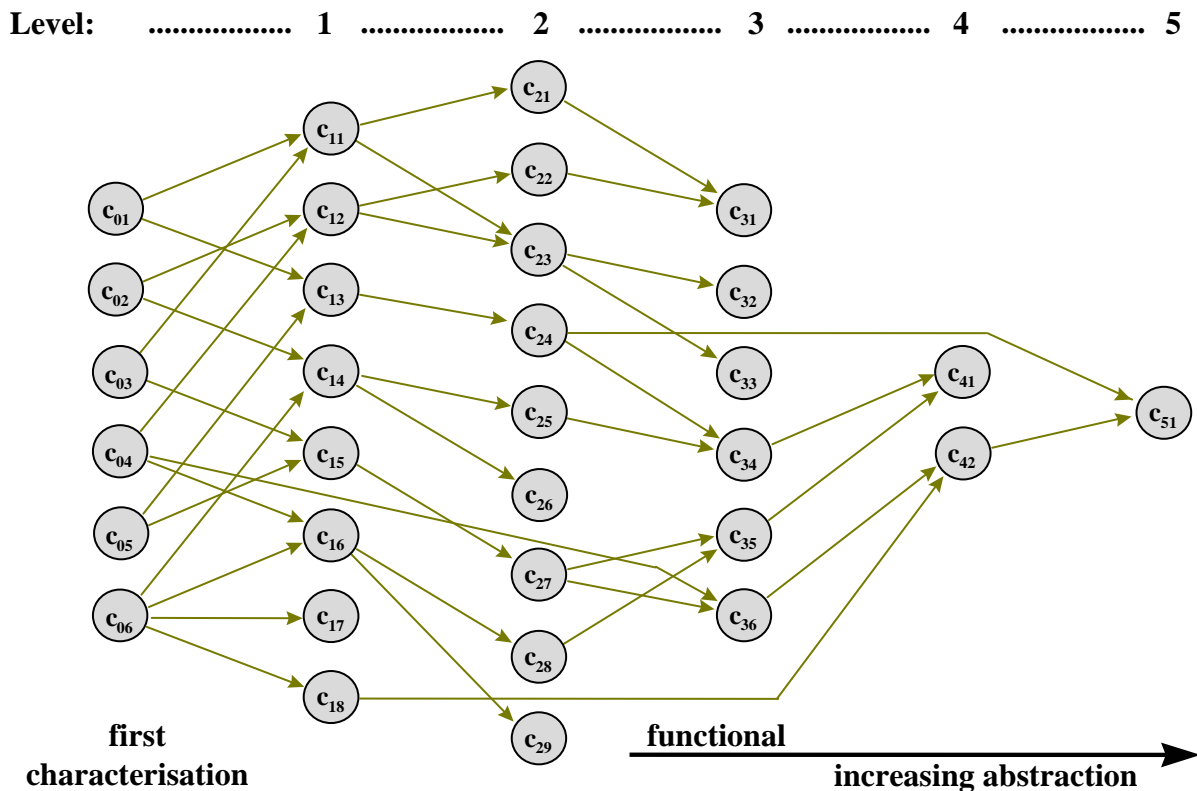 Level: .................. 1 .................. 2 .................. 3 .................. 4 .................. 5
c21
c11
c22
c01
c12
c31
c23
c02
c13
c32
c24
c03
c14
c33
c41
c25
c51
c04
c15
c34
c42
c26
c05
c16
c35
c27
c06
c17
c36
c28
c18
c29
first
characterisation
functional
increasing abstraction